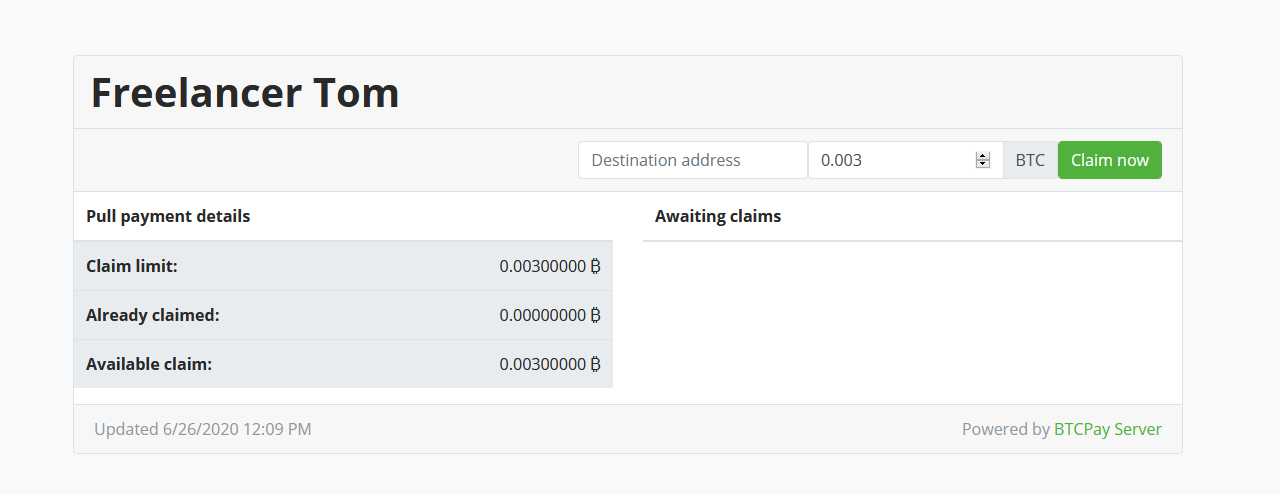 Freelancer Tom
Destination address 0.003 BTC Claim now
Pull payment details
Claim limit: 0.00300000 ₿
Already claimed: 0.00000000 ₿
Available claim: 0.00300000 ₿
Awaiting claims
Updated 6/26/2020 12:09 PM
Powered by BTCPay Server